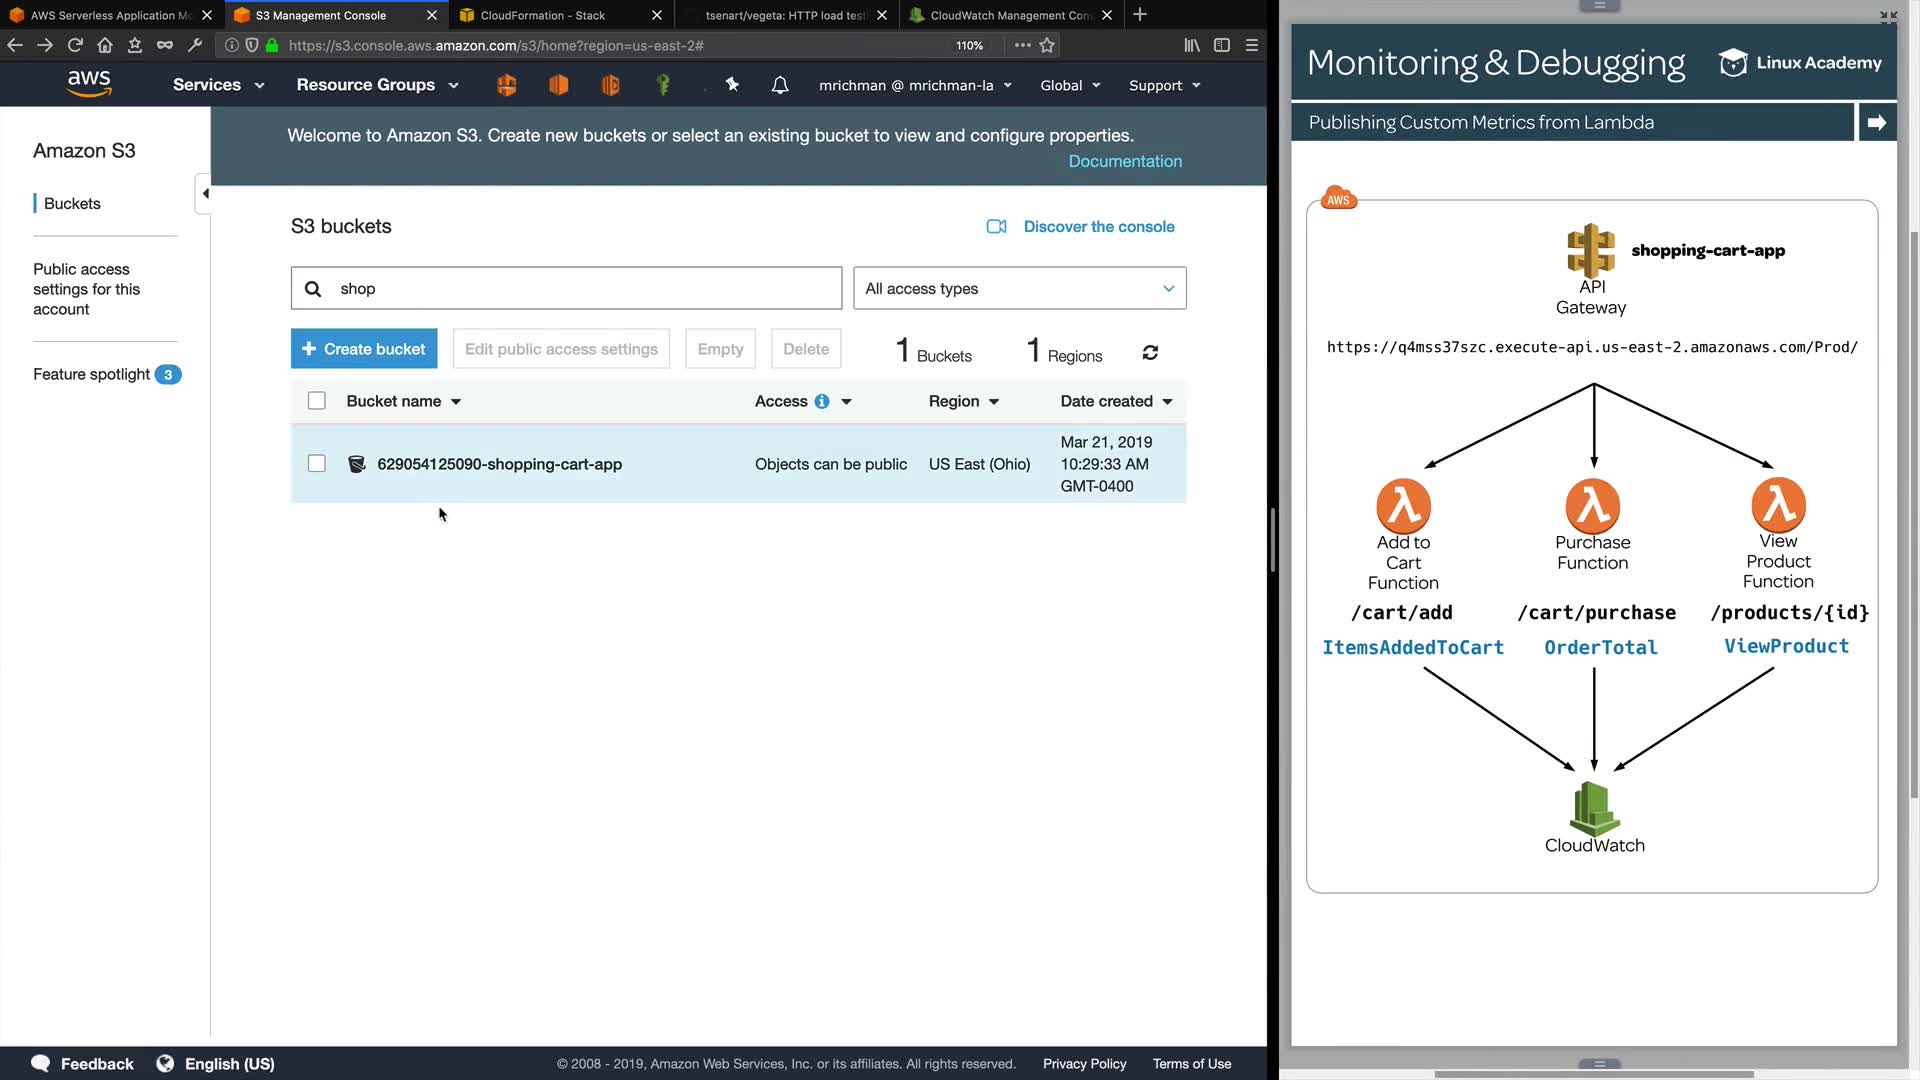 AWS Serverless Application Mo
S3 Management Console
CloudFormation - Stack
tsenart/vegeta: HTTP load test
CloudWatch Management Con
https://s3.console.aws.amazon.com/s3/home?region=us-east-2#
110%
aws
Services
Resource Groups
mrichman @ mrichman-la
Global
Support
Amazon S3
Buckets
Public access
settings for this
account
Feature spotlight 3
Welcome to Amazon S3. Create new buckets or select an existing bucket to view and configure properties.
Documentation
S3 buckets
Discover the console
shop
All access types
+ Create bucket
Edit public access settings
Empty
Delete
1 Buckets
1 Regions
Bucket name
Access
Region
Date created
629054125090-shopping-cart-app
Objects can be public
US East (Ohio)
Mar 21, 2019
10:29:33 AM
GMT-0400
Feedback
English (US)
© 2008 - 2019, Amazon Web Services, Inc. or its affiliates. All rights reserved.
Privacy Policy
Terms of Use
Monitoring & Debugging
Linux Academy
Publishing Custom Metrics from Lambda
AWS
shopping-cart-app
API
Gateway
https://q4mss37szc.execute-api.us-east-2.amazonaws.com/Prod/
Add to
Cart
Function
Purchase
Function
View
Product
Function
/cart/add
/cart/purchase
/products/{id}
ItemsAddedToCart
OrderTotal
ViewProduct
CloudWatch